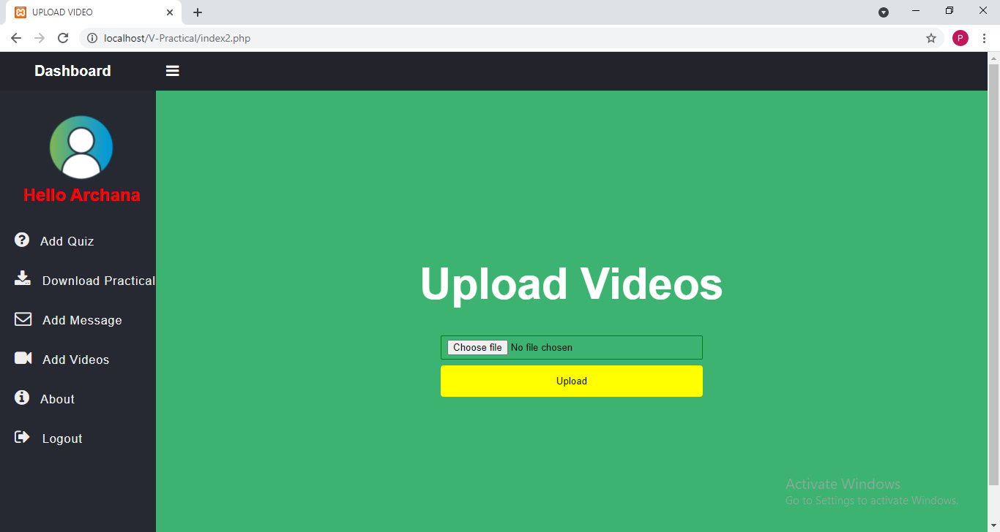 UPLOAD VIDEO
localhost/V-Practical/index2.php
P
Dashboard
Hello Archana
Add Quiz
Download Practical
Add Message
Add Videos
About
Logout
Upload Videos
Choose file No file chosen
Upload
Activate Windows
Go to Settings to activate Windows.